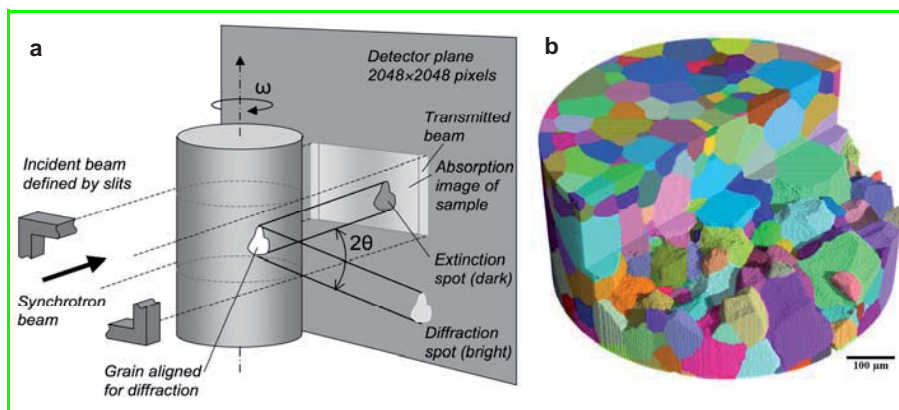 a
ω
Detector plane
2048×2048 pixels
Transmitted
beam
Incident beam
defined by slits
Absorption
image of
sample
2θ
Extinction
spot (dark)
Synchrotron
beam
Diffraction
spot (bright)
Grain aligned
for diffraction
b
100 μm